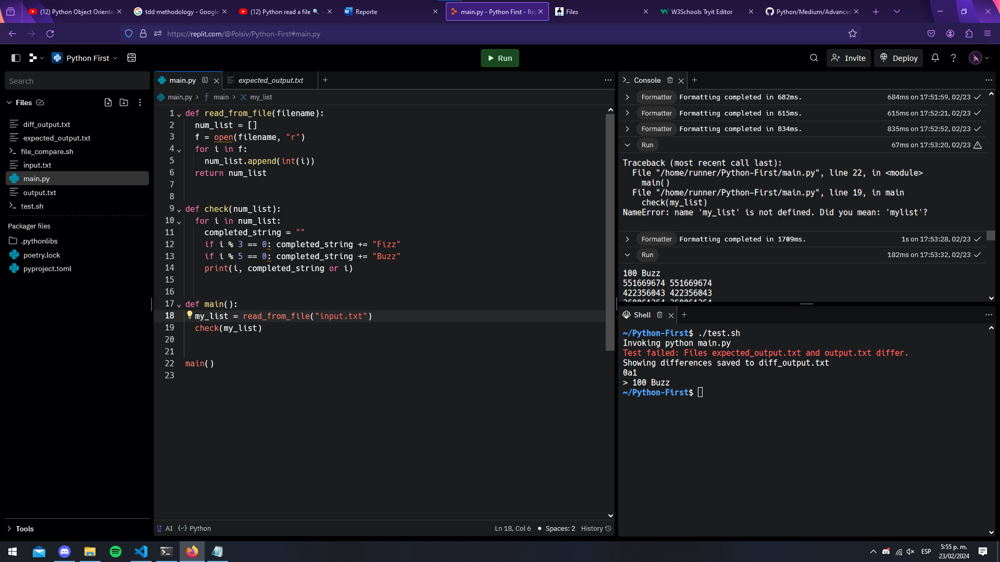 (12) Python Object Oriente
tdd methodology - Google
(12) Python read a file 🔍 -
Reporte
main.py - Python First - Rep
Files
W3Schools Tryit Editor
Python/Medium/Advanced
https://replit.com/@Polsiv/Python-First#main.py
Python First
Run
Invite
Deploy
Search
Files
diff_output.txt
expected_output.txt
file_compare.sh
input.txt
main.py
output.txt
test.sh
Packager files
.pythonlibs
poetry.lock
pyproject.toml
Tools
main.py
expected_output.txt
main.py > main > my_list
1 def read_from_file(filename):
2 num_list = []
3 f = open(filename, "r")
4 for i in f:
5 num_list.append(int(i))
6 return num_list
7
8
9 def check(num_list):
10 for i in num_list:
11 completed_string = ""
12 if i % 3 == 0: completed_string += "Fizz"
13 if i % 5 == 0: completed_string += "Buzz"
14 print(i, completed_string or i)
15
16
17 def main():
18 my_list = read_from_file("input.txt")
19 check(my_list)
20
21
22 main()
23
AI Python
Ln 18, Col 6 • Spaces: 2 History
Console
Formatter Formatting completed in 682ms. 684ms on 17:51:59, 02/23
Formatter Formatting completed in 615ms. 615ms on 17:52:21, 02/23
Formatter Formatting completed in 834ms. 835ms on 17:52:52, 02/23
Run 67ms on 17:53:20, 02/23
Traceback (most recent call last):
File "/home/runner/Python-First/main.py", line 22, in <module>
main()
File "/home/runner/Python-First/main.py", line 19, in main
check(my_list)
NameError: name 'my_list' is not defined. Did you mean: 'mylist'?
Formatter Formatting completed in 1709ms. 1s on 17:53:28, 02/23
Run 182ms on 17:53:32, 02/23
100 Buzz
551669674 551669674
422356043 422356043
Shell
~/Python-First$ ./test.sh
Invoking python main.py
Test failed: Files expected_output.txt and output.txt differ.
Showing differences saved to diff_output.txt
0a1
> 100 Buzz
~/Python-First$
ESP
5:55 p. m.
23/02/2024